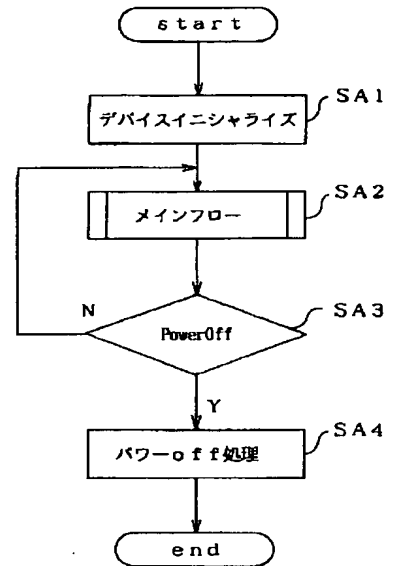 start
SA1
デバイスイニシャライズ
SA2
メインフロー
SA3
N
PowerOff
Y
SA4
パワーoff処理
end